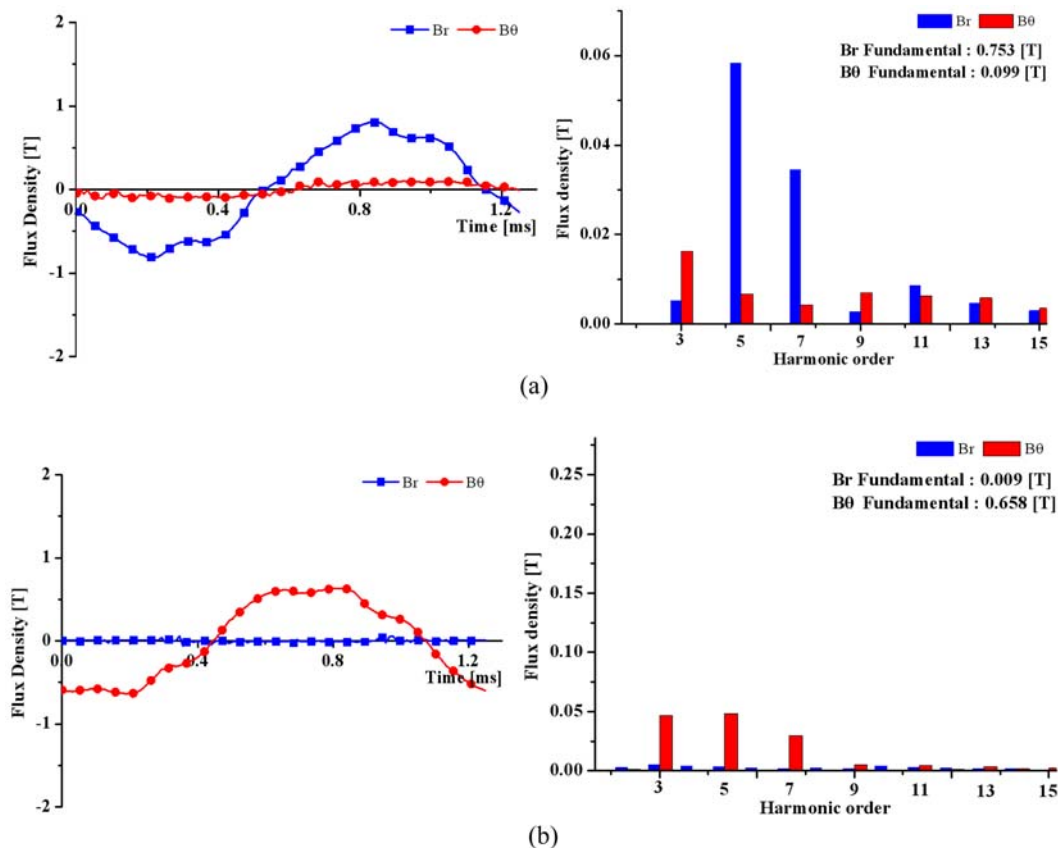 2
1
0
-1
-2
Flux Density [T]
Br Bθ
0.0 0.4 0.8 1.2
Time [ms]
0.06
0.04
0.02
0.00
Flux density [T]
Br Bθ
Br Fundamental : 0.753 [T]
Bθ Fundamental : 0.099 [T]
3 5 7 9 11 13 15
Harmonic order
(a)
2
1
0
-1
-2
Flux Density [T]
Br Bθ
0.0 0.4 0.8 1.2
Time [ms]
0.25
0.20
0.15
0.10
0.05
0.00
Flux density [T]
Br Bθ
Br Fundamental : 0.009 [T]
Bθ Fundamental : 0.658 [T]
3 5 7 9 11 13 15
Harmonic order
(b)